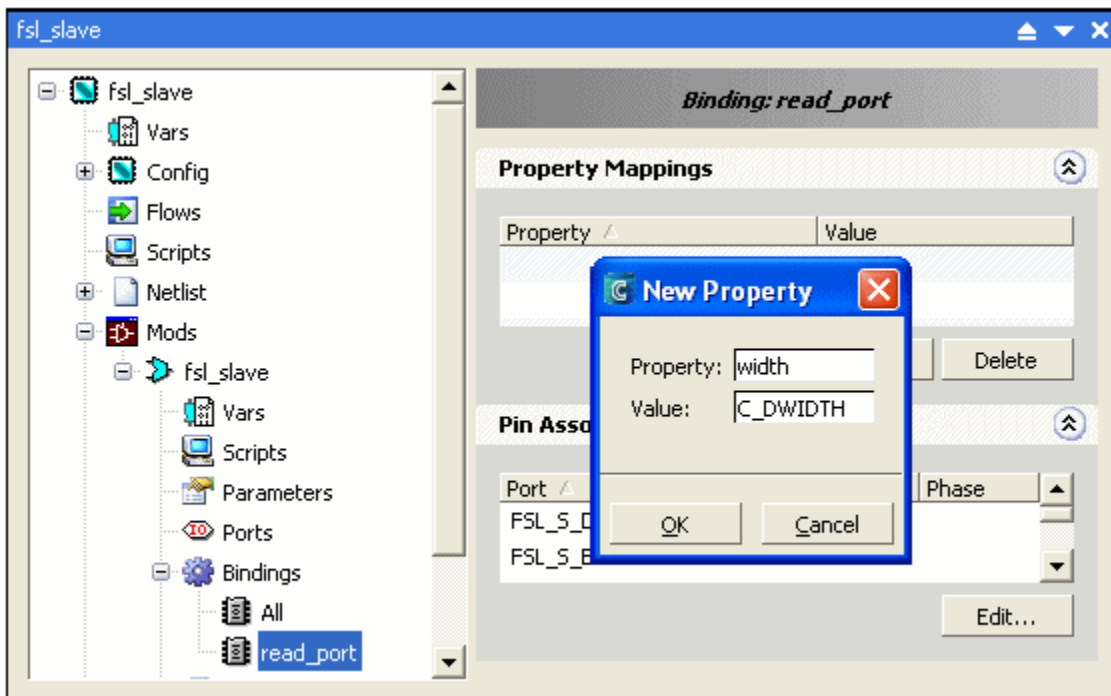 fsl_slave
fsl_slave
Vars
Config
Flows
Scripts
Netlist
Mods
fsl_slave
Vars
Scripts
Parameters
Ports
Bindings
All
read_port
Binding: read_port
Property Mappings
Property Value
New Property
Property: width
Value: C_DWIDTH
OK Cancel
Delete
Pin Asso
Port Phase
FSL_S_D
FSL_S_E
Edit...